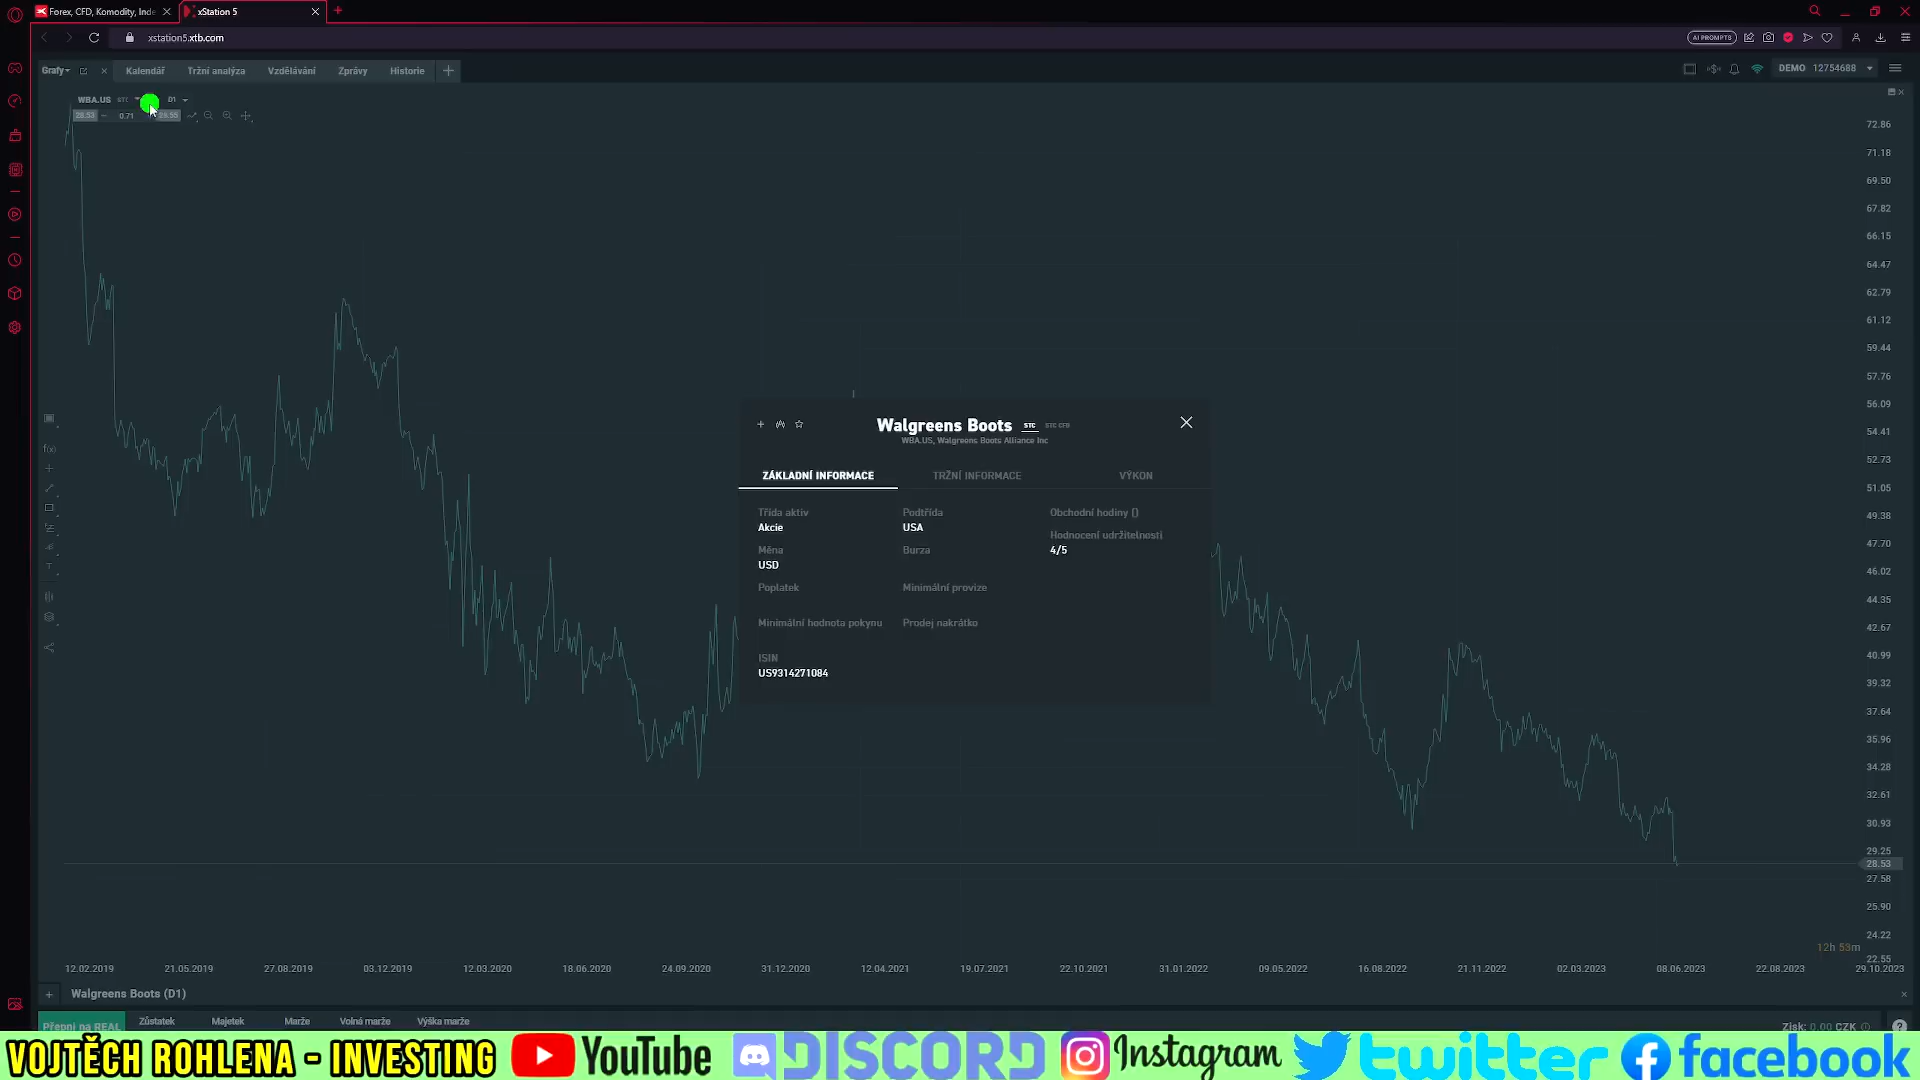 Forex, CFD, Komodity, Inde
xStation 5
xstation5.xtb.com
AI PROMPTS
Grafy
Kalendář
Tržní analýza
Vzdělávání
Zprávy
Historie
DEMO 12754688
WBA.US STC D1
28.53 0.71
72.86
71.18
69.50
67.82
66.15
64.47
62.79
61.12
59.44
57.76
56.09
54.41
52.73
51.05
49.38
47.70
46.02
44.35
42.67
40.99
39.32
37.64
35.96
34.28
32.61
30.93
29.25
28.53
27.58
25.90
24.22
22.55
Walgreens Boots STC STC CFD
WBA.US, Walgreens Boots Alliance Inc
ZÁKLADNÍ INFORMACE
TRŽNÍ INFORMACE
VÝKON
Třída aktiv
Akcie
Podtřída
USA
Obchodní hodiny ()
Hodnocení udržitelnosti
4/5
Měna
USD
Burza
Poplatek
Minimální provize
Minimální hodnota pokynu
Prodej nakrátko
ISIN
US9314271084
12h 53m
12.02.2019
21.05.2019
27.08.2019
03.12.2019
12.03.2020
18.06.2020
24.09.2020
31.12.2020
12.04.2021
19.07.2021
22.10.2021
31.01.2022
09.05.2022
16.08.2022
21.11.2022
02.03.2023
08.06.2023
22.08.2023
29.10.2023
Walgreens Boots (D1)
Přepni na REAL
Zůstatek
Majetek
Marže
Volná marže
Výška marže
Zisk: 0.00 CZK
VOJTĚCH ROHLENA - INVESTING
YouTube
DISCORD
Instagram
twitter
facebook